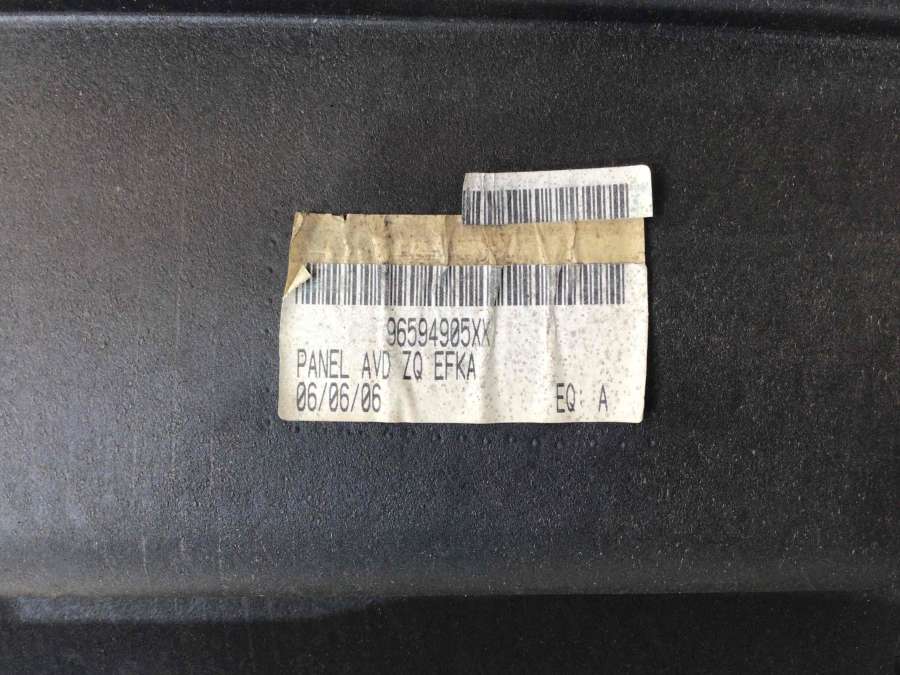 96594905XX
PANEL AVD ZQ EFKA
06/06/06 EQ: A